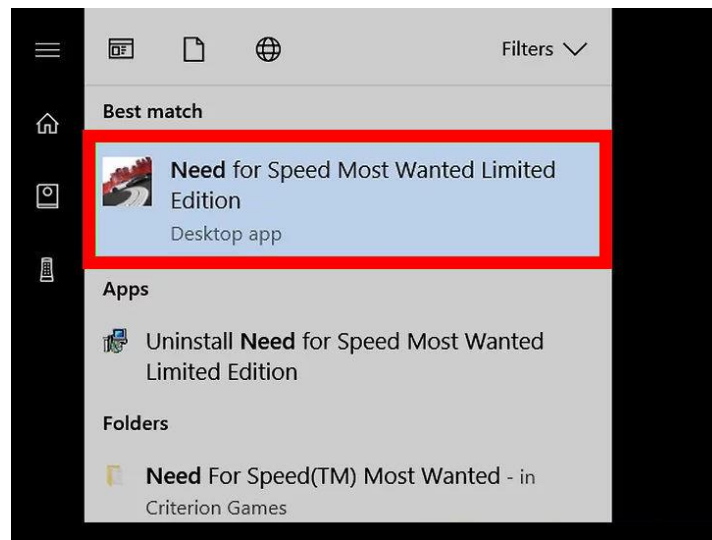 Filters
Best match
Need for Speed Most Wanted Limited
Edition
Desktop app
Apps
Uninstall Need for Speed Most Wanted
Limited Edition
Folders
Need For Speed(TM) Most Wanted - in
Criterion Games